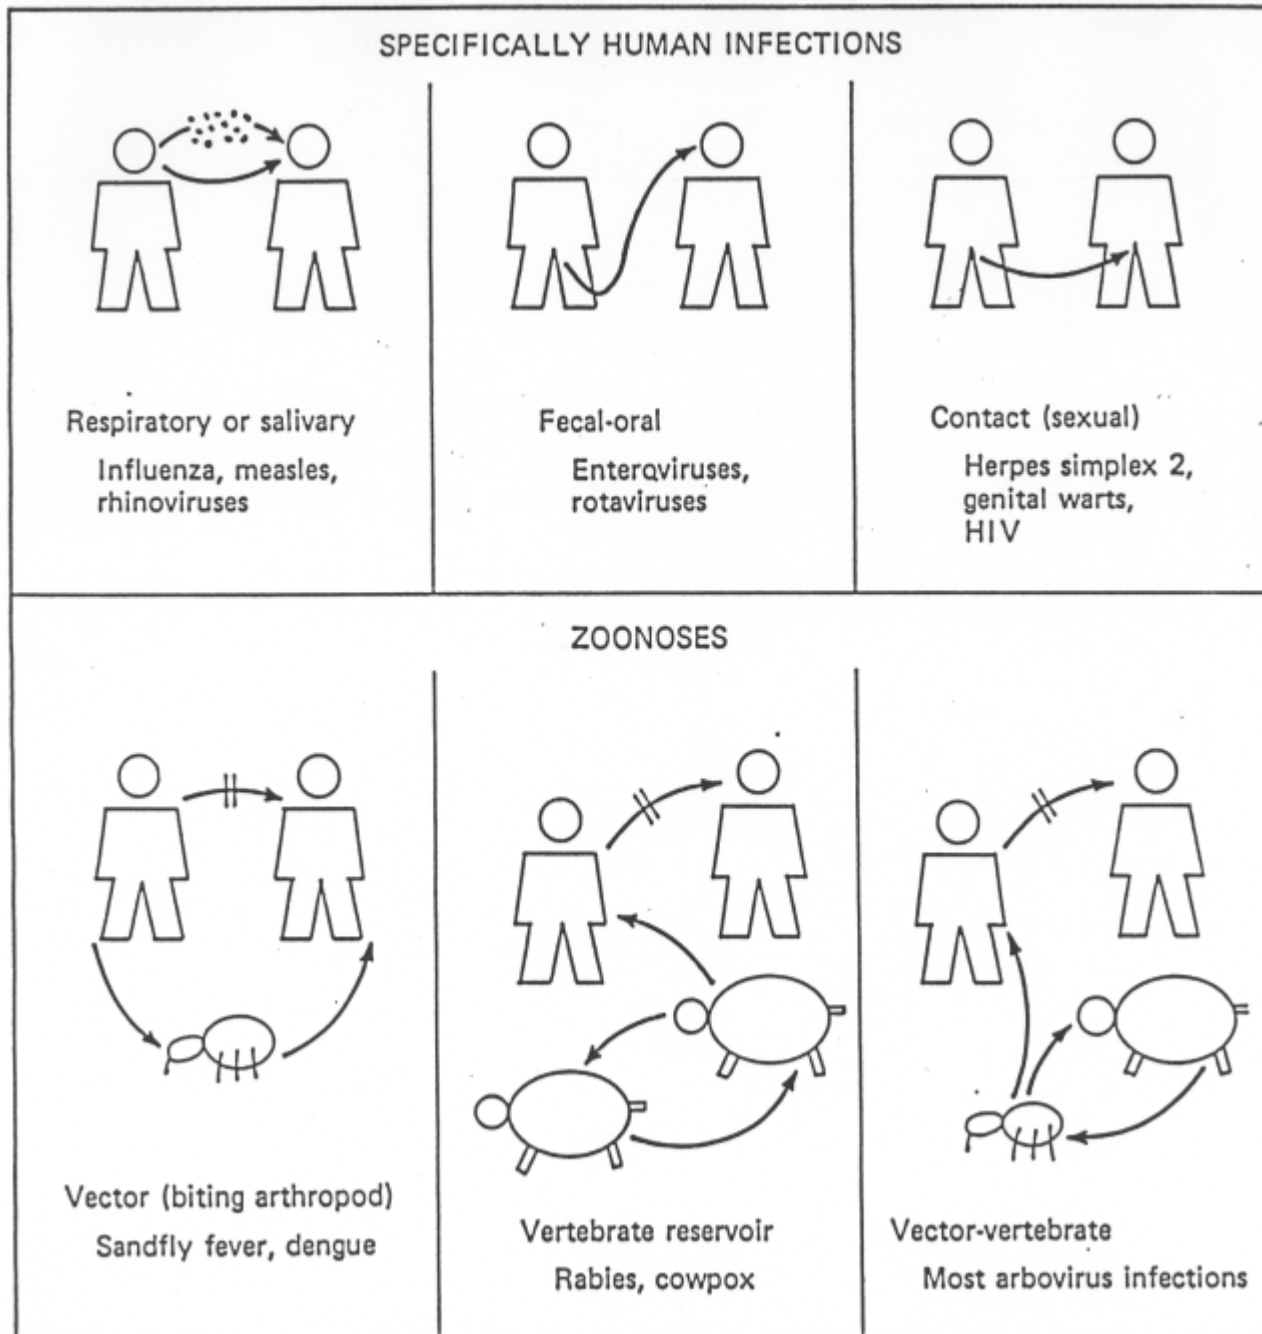 SPECIFICALLY HUMAN INFECTIONS
Respiratory or salivary
Influenza, measles,
rhinoviruses
Fecal-oral
Enteroviruses,
rotaviruses
Contact (sexual)
Herpes simplex 2,
genital warts,
HIV
ZOONOSES
Vector (biting arthropod)
Sandfly fever, dengue
Vertebrate reservoir
Rabies, cowpox
Vector-vertebrate
Most arbovirus infections